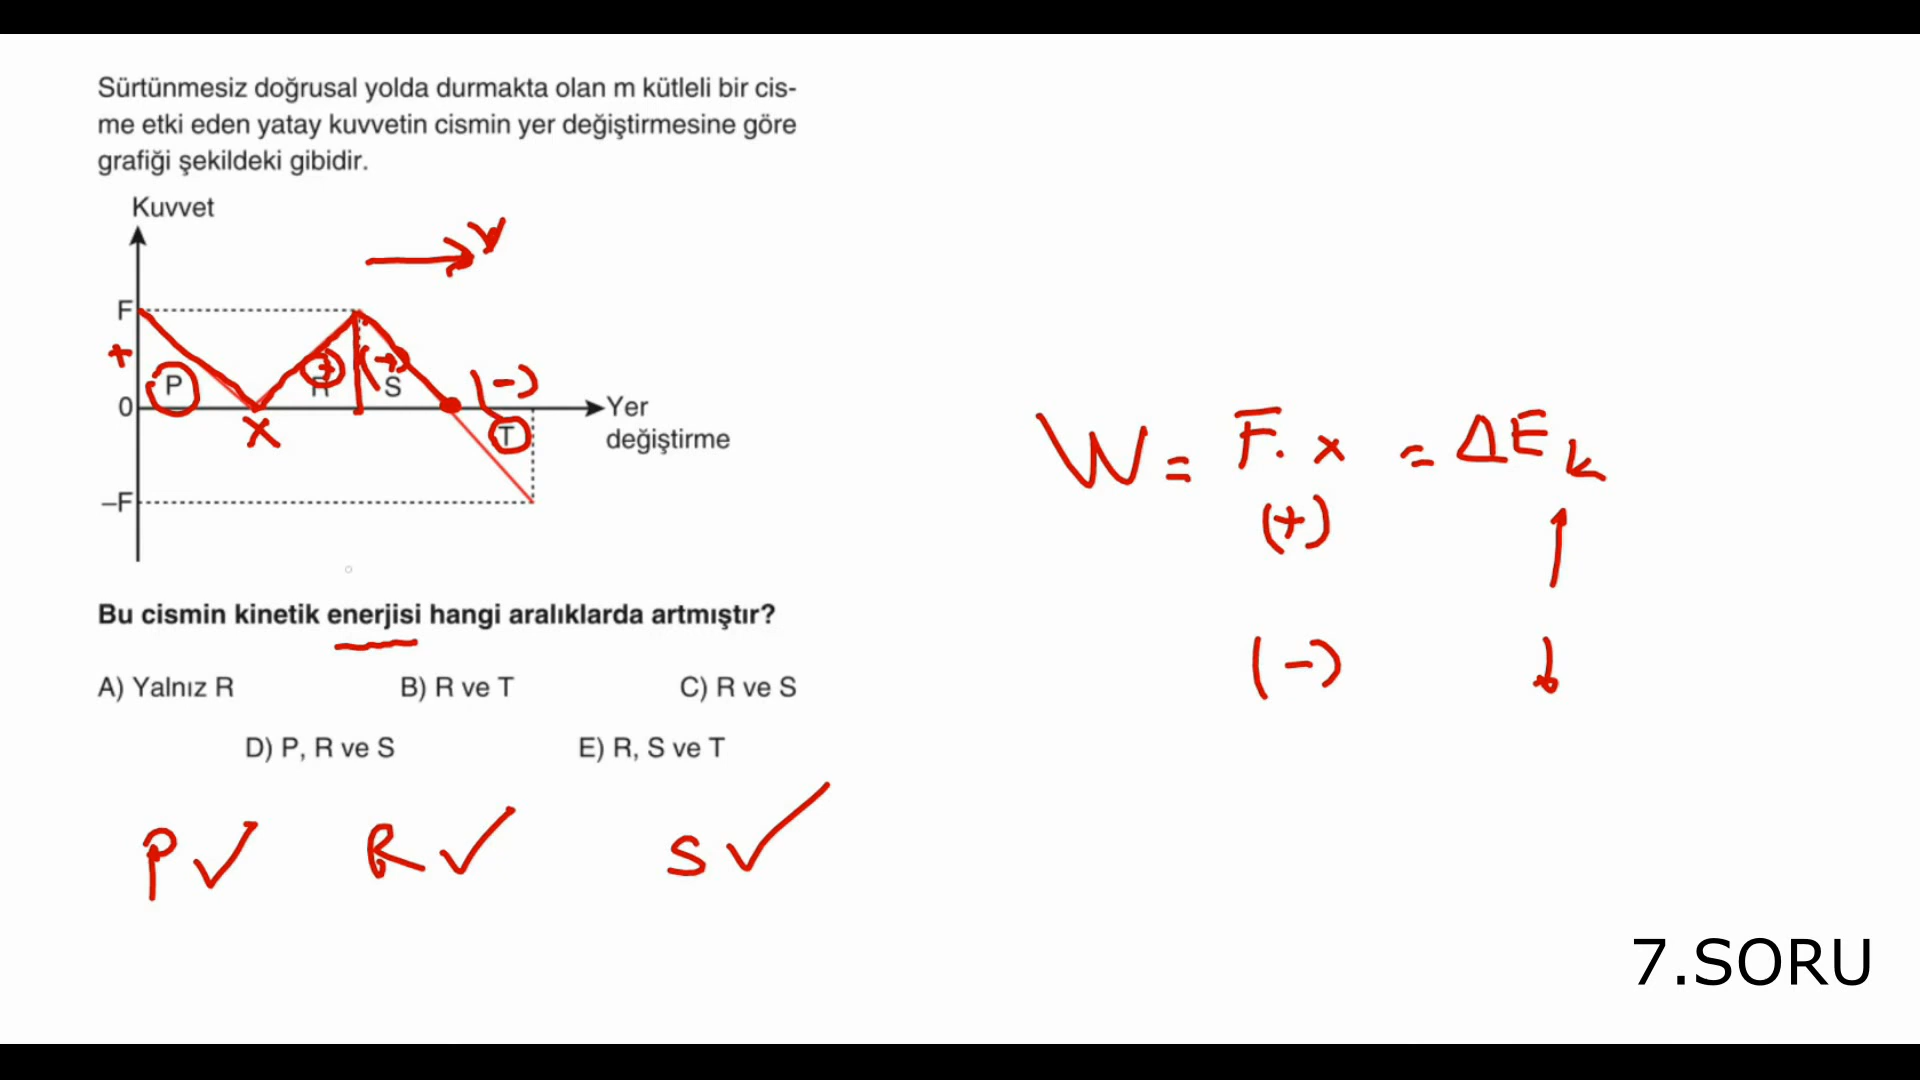 Sürtünmesiz doğrusal yolda durmakta olan m kütleli bir cis-
me etki eden yatay kuvvetin cismin yer değiştirmesine göre
grafiği şekildeki gibidir.
Kuvvet
V
F
+
P
+
R
(+)
S
(-)
0
X
T
Yer
değiştirme
–F
W = F. x = ΔEk
(+)
(-)
Bu cismin kinetik enerjisi hangi aralıklarda artmıştır?
A) Yalnız R
B) R ve T
C) R ve S
D) P, R ve S
E) R, S ve T
P ✓ R ✓ S ✓
7.SORU